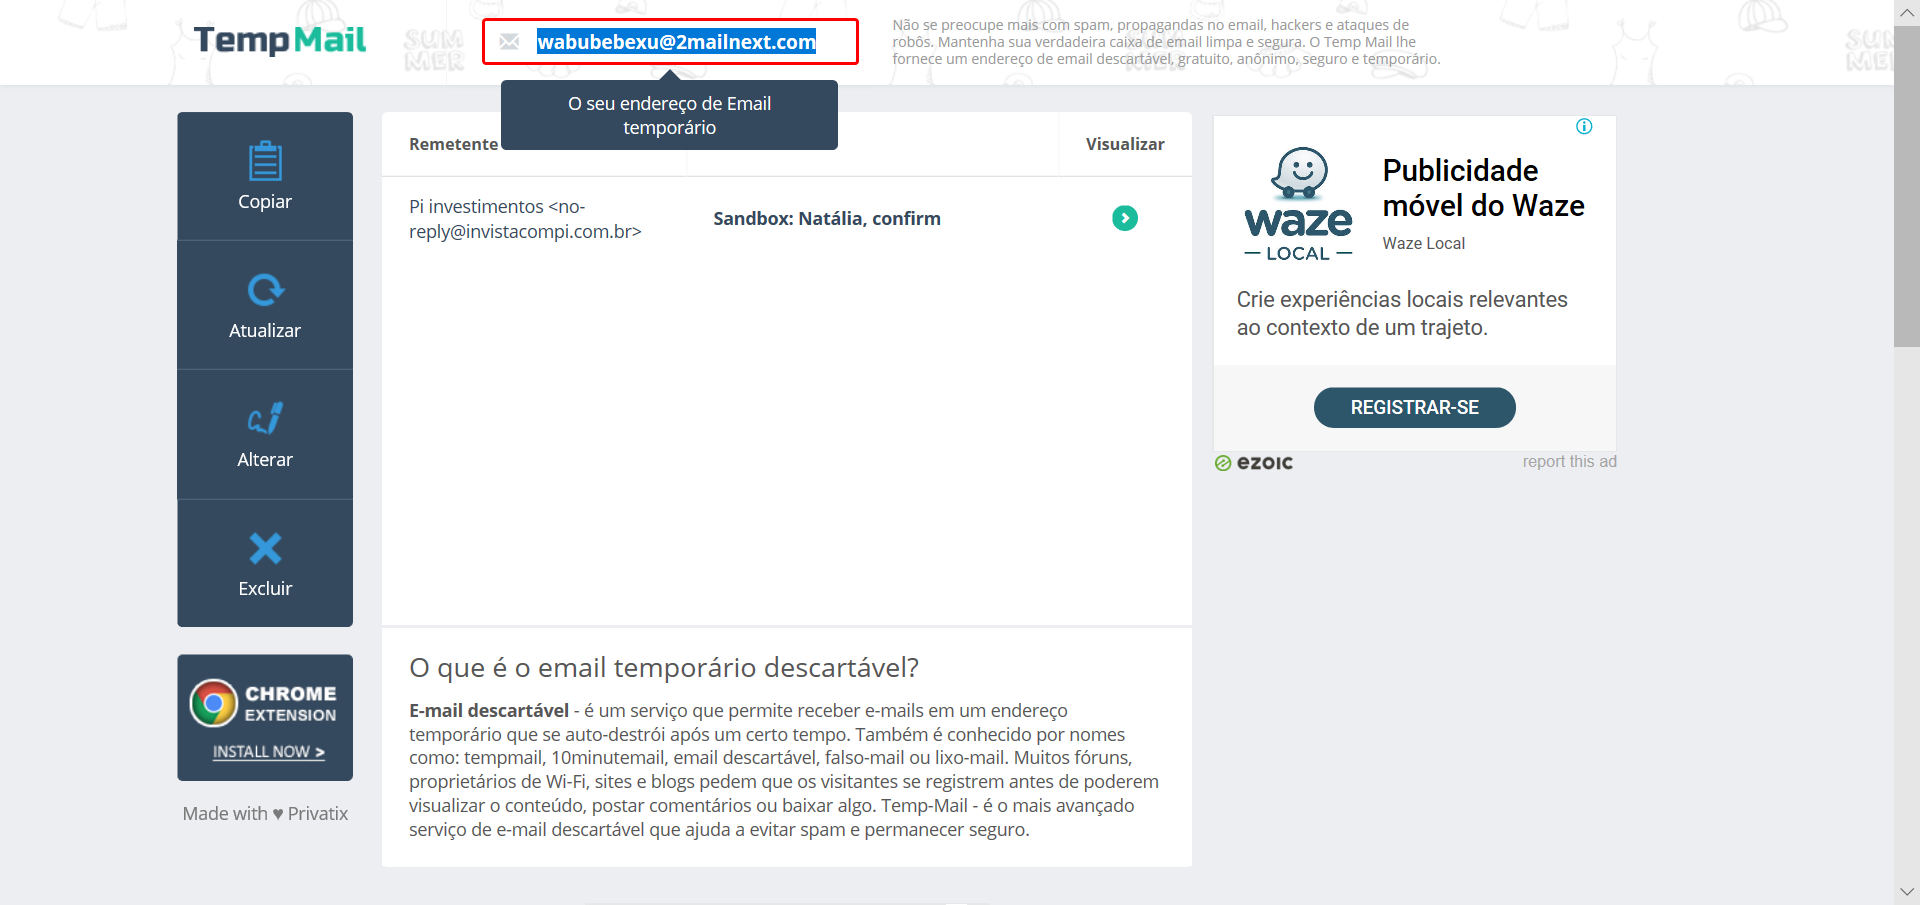 TempMail
SUMMER
wabubebexu@2mailnext.com
Não se preocupe mais com spam, propagandas no email, hackers e ataques de
robôs. Mantenha sua verdadeira caixa de email limpa e segura. O Temp Mail lhe
fornece um endereço de email descartável, gratuito, anônimo, seguro e temporário.
O seu endereço de Email
temporário
Copiar
Atualizar
Alterar
Excluir
CHROME
EXTENSION
INSTALL NOW >
Made with ♥ Privatix
Remetente
Visualizar
Pi investimentos <no-
reply@invistacompi.com.br>
Sandbox: Natália, confirm
O que é o email temporário descartável?
E-mail descartável - é um serviço que permite receber e-mails em um endereço
temporário que se auto-destrói após um certo tempo. Também é conhecido por nomes
como: tempmail, 10minutemail, email descartável, falso-mail ou lixo-mail. Muitos fóruns,
proprietários de Wi-Fi, sites e blogs pedem que os visitantes se registrem antes de poderem
visualizar o conteúdo, postar comentários ou baixar algo. Temp-Mail - é o mais avançado
serviço de e-mail descartável que ajuda a evitar spam e permanecer seguro.
waze
LOCAL
Publicidade
móvel do Waze
Waze Local
Crie experiências locais relevantes
ao contexto de um trajeto.
REGISTRAR-SE
ezoic
report this ad